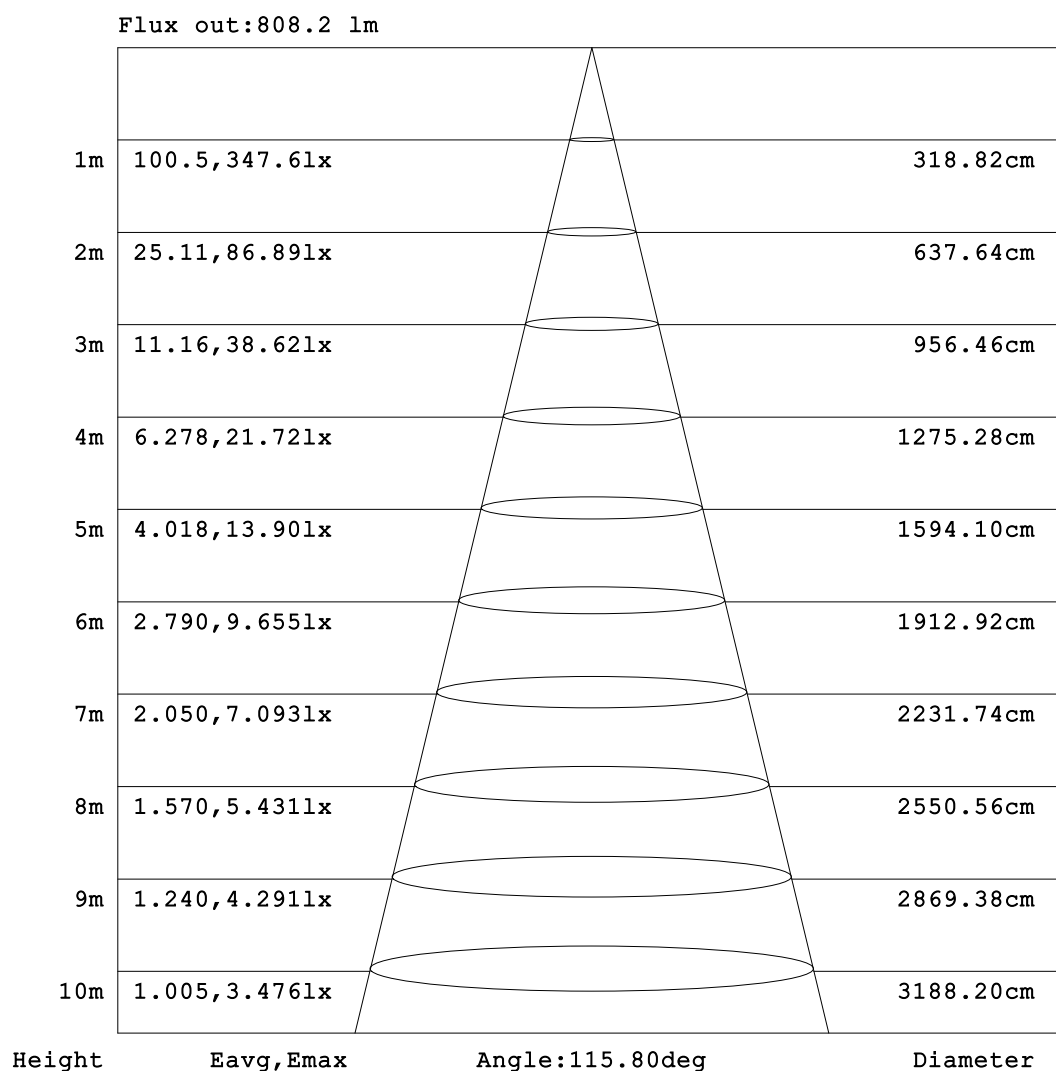 Flux out:808.2 lm
1m 100.5,347.6lx 318.82cm
2m 25.11,86.89lx 637.64cm
3m 11.16,38.62lx 956.46cm
4m 6.278,21.72lx 1275.28cm
5m 4.018,13.90lx 1594.10cm
6m 2.790,9.655lx 1912.92cm
7m 2.050,7.093lx 2231.74cm
8m 1.570,5.431lx 2550.56cm
9m 1.240,4.291lx 2869.38cm
10m 1.005,3.476lx 3188.20cm
Height Eavg,Emax Angle:115.80deg Diameter